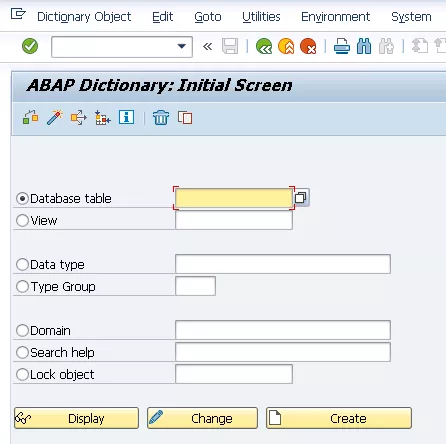 Dictionary Object Edit Goto Utilities Environment System
ABAP Dictionary: Initial Screen
Database table
View
Data type
Type Group
Domain
Search help
Lock object
Display Change Create